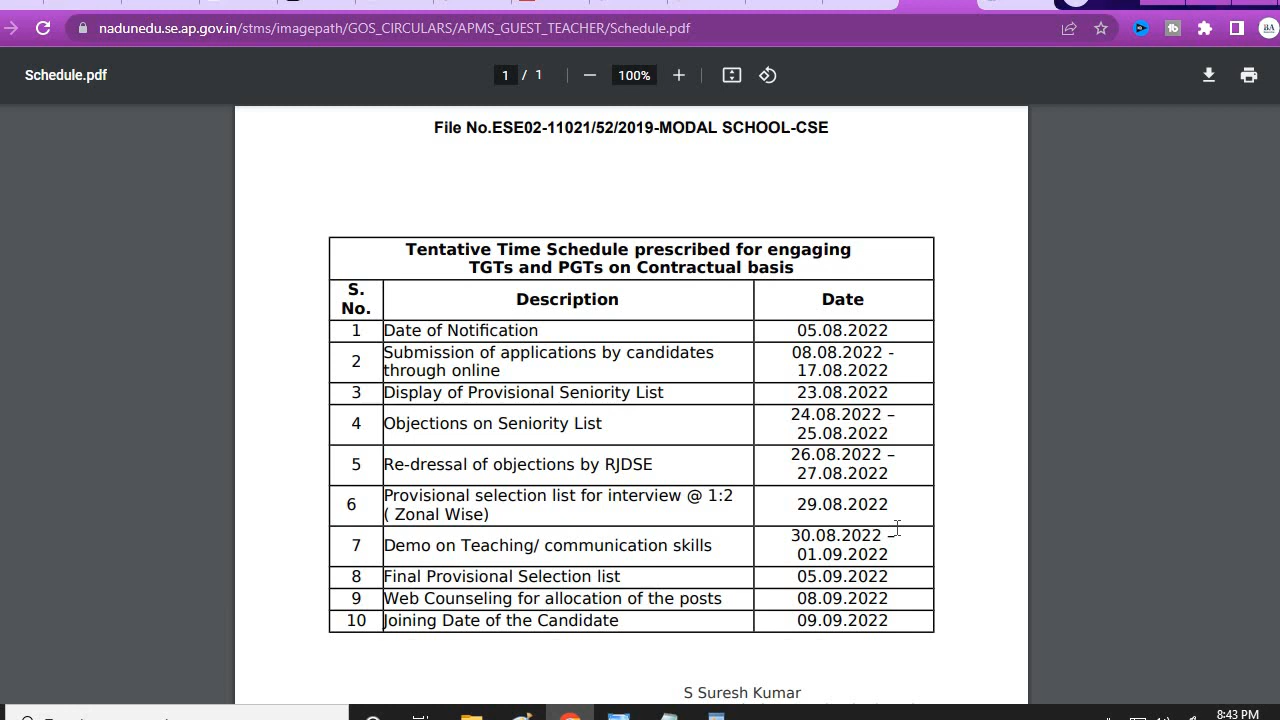 nadunedu.se.ap.gov.in/stms/imagepath/GOS_CIRCULARS/APMS_GUEST_TEACHER/Schedule.pdf
Schedule.pdf
1 / 1
100%
File No.ESE02-11021/52/2019-MODAL SCHOOL-CSE
Tentative Time Schedule prescribed for engaging
TGTs and PGTs on Contractual basis
S.
No.
Description
Date
1 Date of Notification 05.08.2022
2 Submission of applications by candidates
through online
08.08.2022 -
17.08.2022
3 Display of Provisional Seniority List 23.08.2022
4 Objections on Seniority List
24.08.2022 –
25.08.2022
5 Re-dressal of objections by RJDSE
26.08.2022 –
27.08.2022
6 Provisional selection list for interview @ 1:2
( Zonal Wise)
29.08.2022
7 Demo on Teaching/ communication skills
30.08.2022 –
01.09.2022
8 Final Provisional Selection list 05.09.2022
9 Web Counseling for allocation of the posts 08.09.2022
10 Joining Date of the Candidate 09.09.2022
S Suresh Kumar
8:43 PM